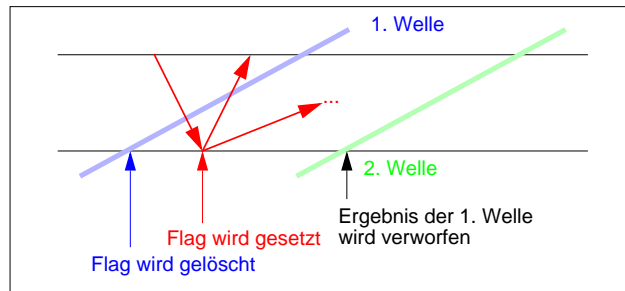 1. Welle
...
2. Welle
Ergebnis der 1. Welle
wird verworfen
Flag wird gesetzt
Flag wird gelöscht